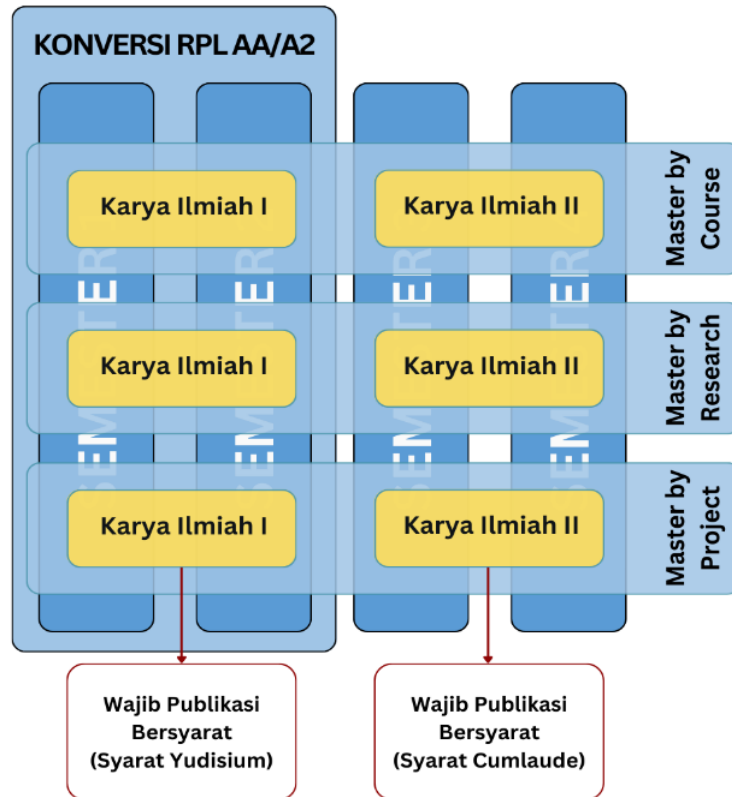 KONVERSI RPL AA/A2
Karya Ilmiah I
Karya Ilmiah II
Master by
Course
Karya Ilmiah I
Karya Ilmiah II
Master by
Research
Karya Ilmiah I
Karya Ilmiah II
Master by
Project
Wajib Publikasi
Bersyarat
(Syarat Yudisium)
Wajib Publikasi
Bersyarat
(Syarat Cumlaude)